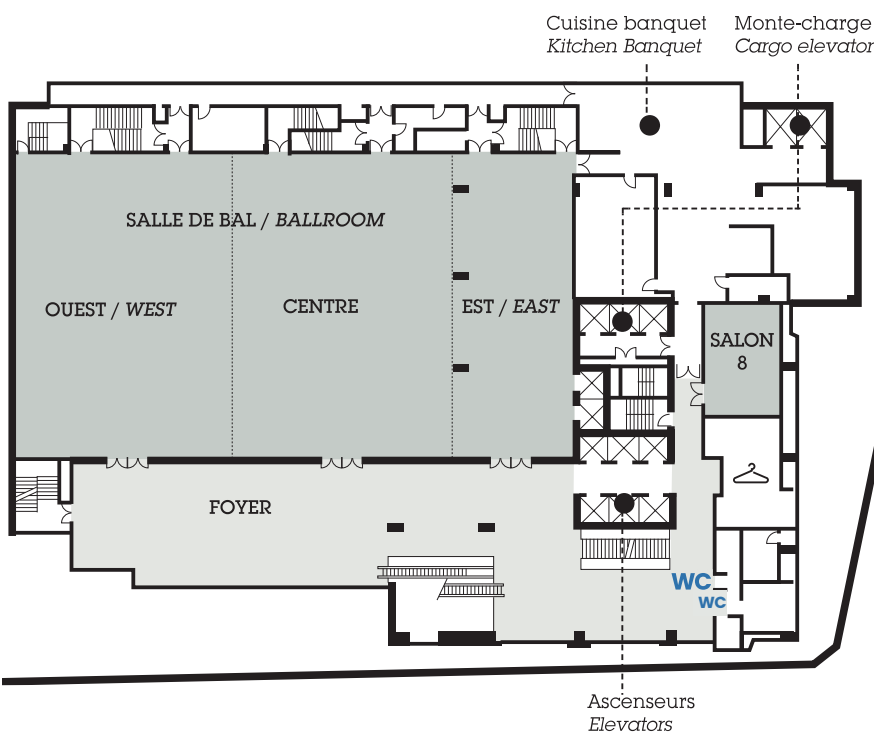 Cuisine banquet
Kitchen Banquet
Monte-charge
Cargo elevator
SALLE DE BAL / BALLROOM
OUEST / WEST
CENTRE
EST / EAST
SALON
8
FOYER
WC
WC
Ascenseurs
Elevators